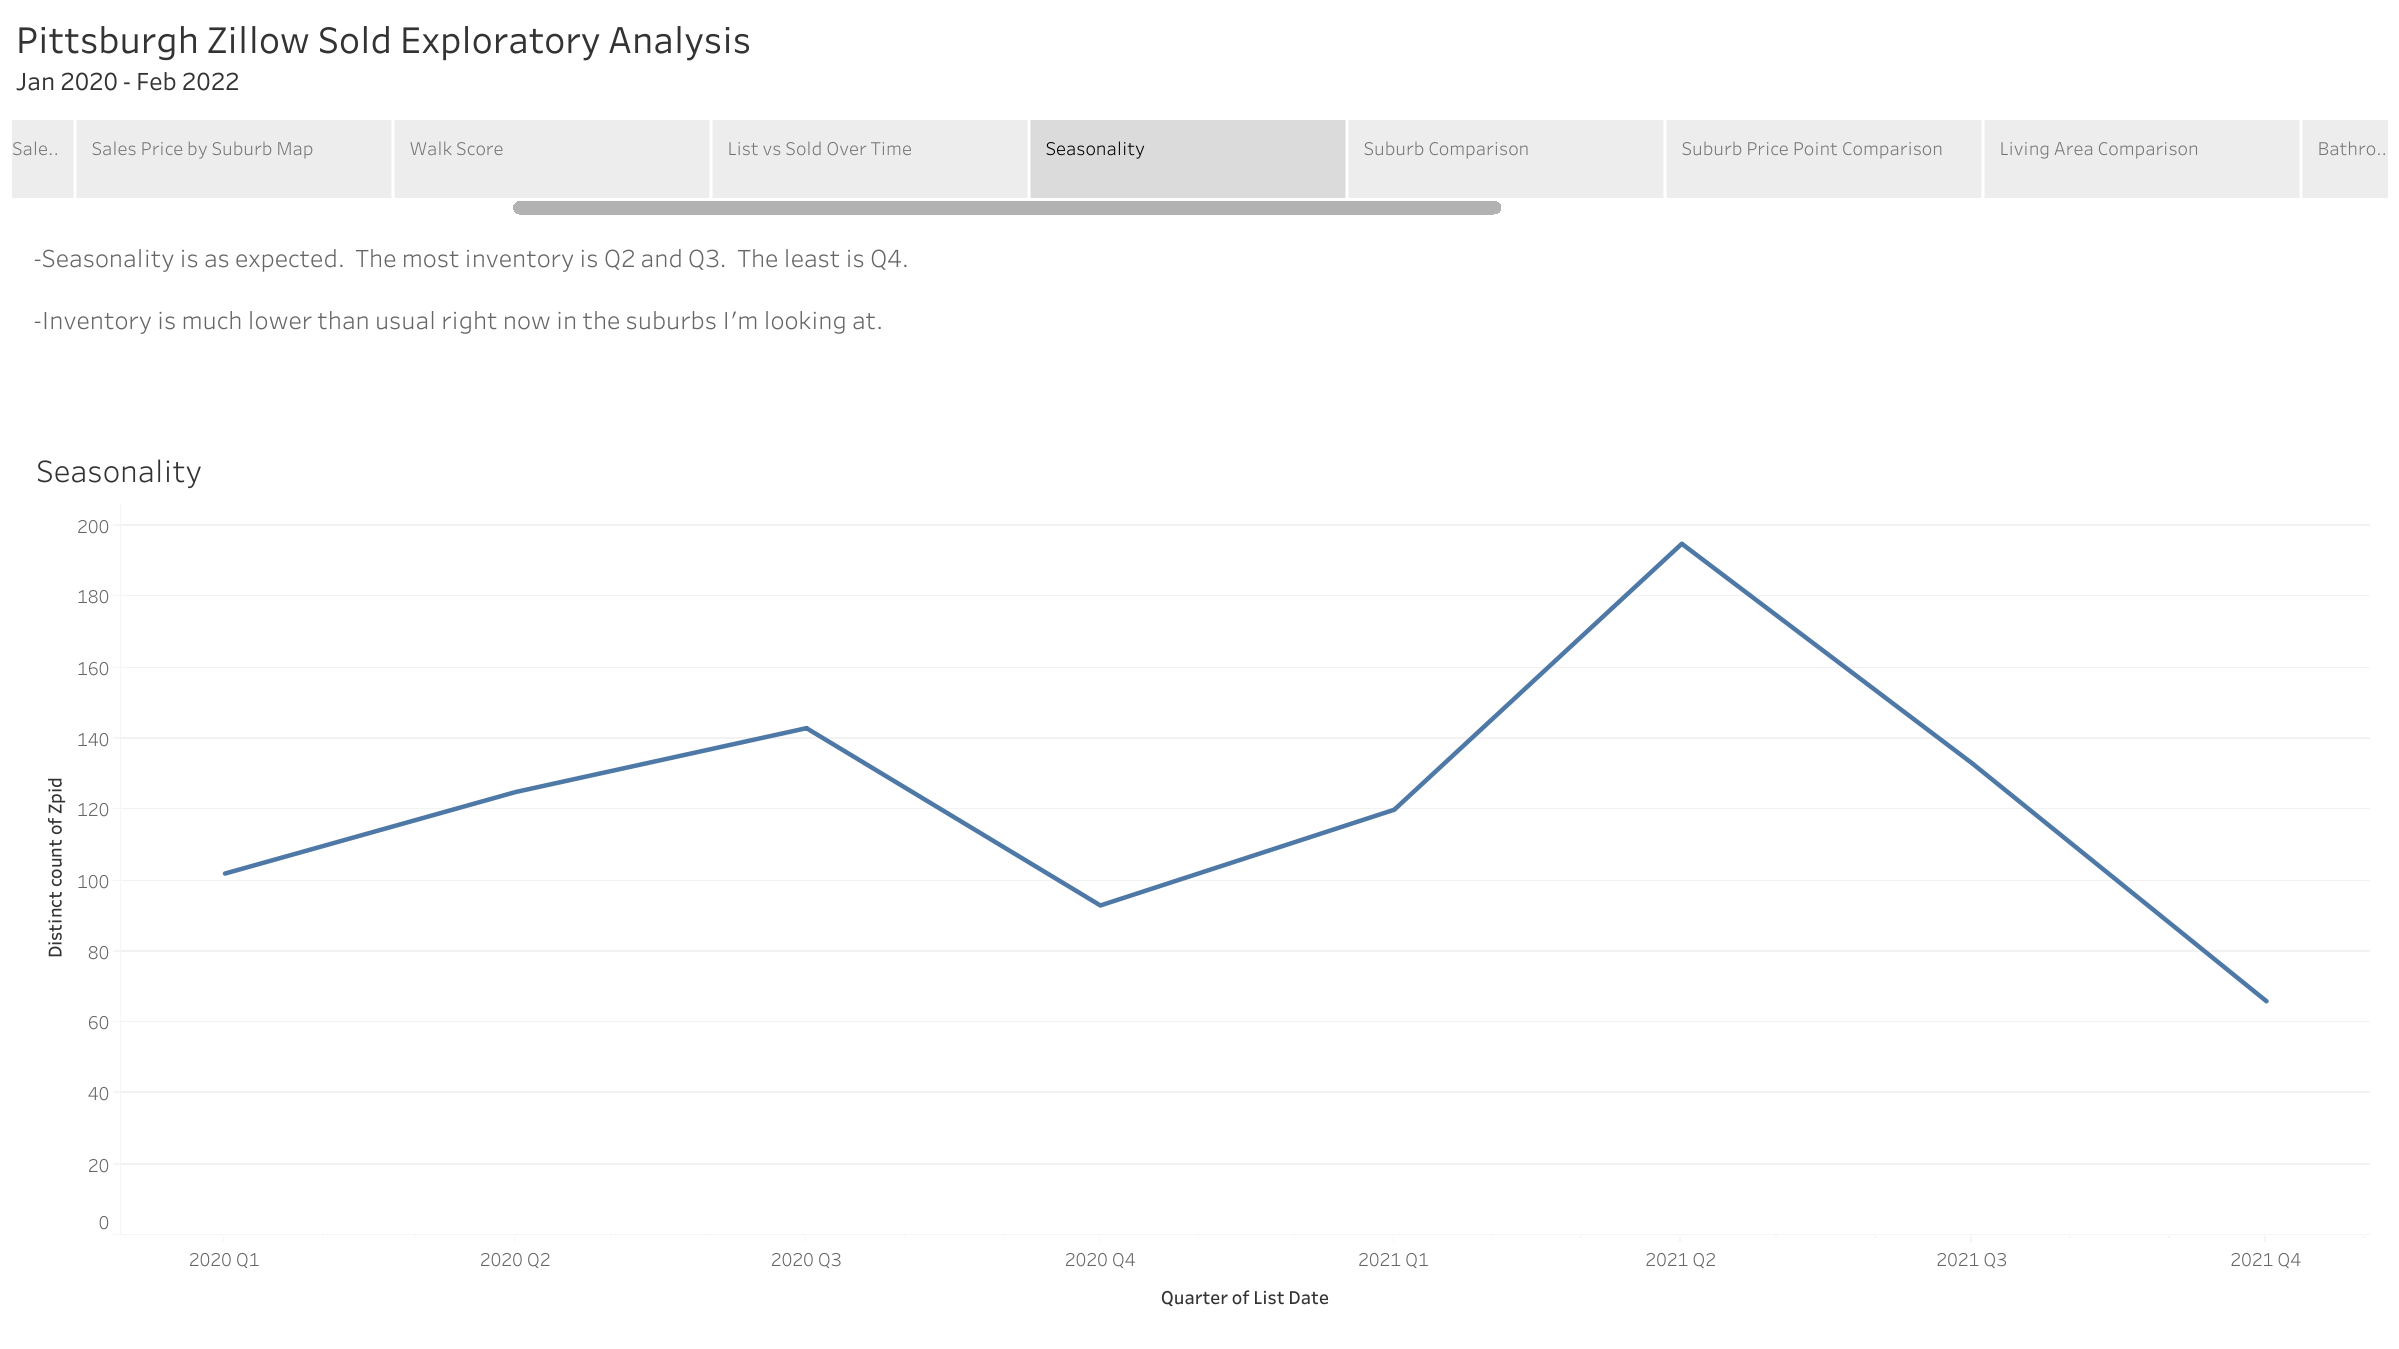 Pittsburgh Zillow Sold Exploratory Analysis
Jan 2020 - Feb 2022
Sale..
Sales Price by Suburb Map
Walk Score
List vs Sold Over Time
Seasonality
Suburb Comparison
Suburb Price Point Comparison
Living Area Comparison
Bathro..
-Seasonality is as expected.  The most inventory is Q2 and Q3.  The least is Q4.
-Inventory is much lower than usual right now in the suburbs I’m looking at.
Seasonality
200
180
160
140
120
100
80
60
40
20
0
Distinct count of Zpid
2020 Q1
2020 Q2
2020 Q3
2020 Q4
2021 Q1
2021 Q2
2021 Q3
2021 Q4
Quarter of List Date